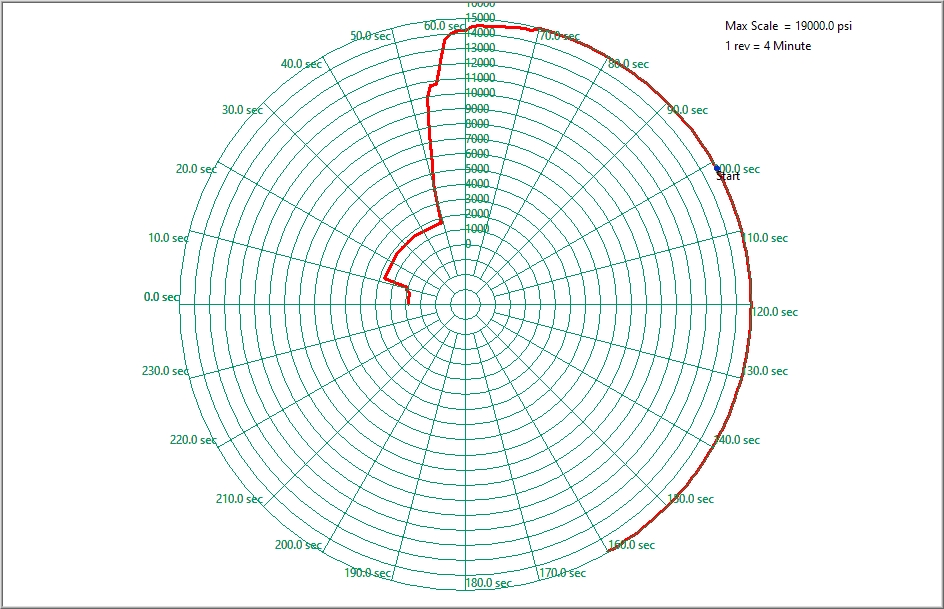 16000
15000
14000
13000
12000
11000
10000
9000
8000
7000
6000
5000
4000
3000
2000
1000
0
Max Scale = 19000.0 psi
1 rev = 4 Minute
Start
0.0 sec
10.0 sec
20.0 sec
30.0 sec
40.0 sec
50.0 sec
60.0 sec
70.0 sec
80.0 sec
90.0 sec
100.0 sec
110.0 sec
120.0 sec
130.0 sec
140.0 sec
150.0 sec
160.0 sec
170.0 sec
180.0 sec
190.0 sec
200.0 sec
210.0 sec
220.0 sec
230.0 sec